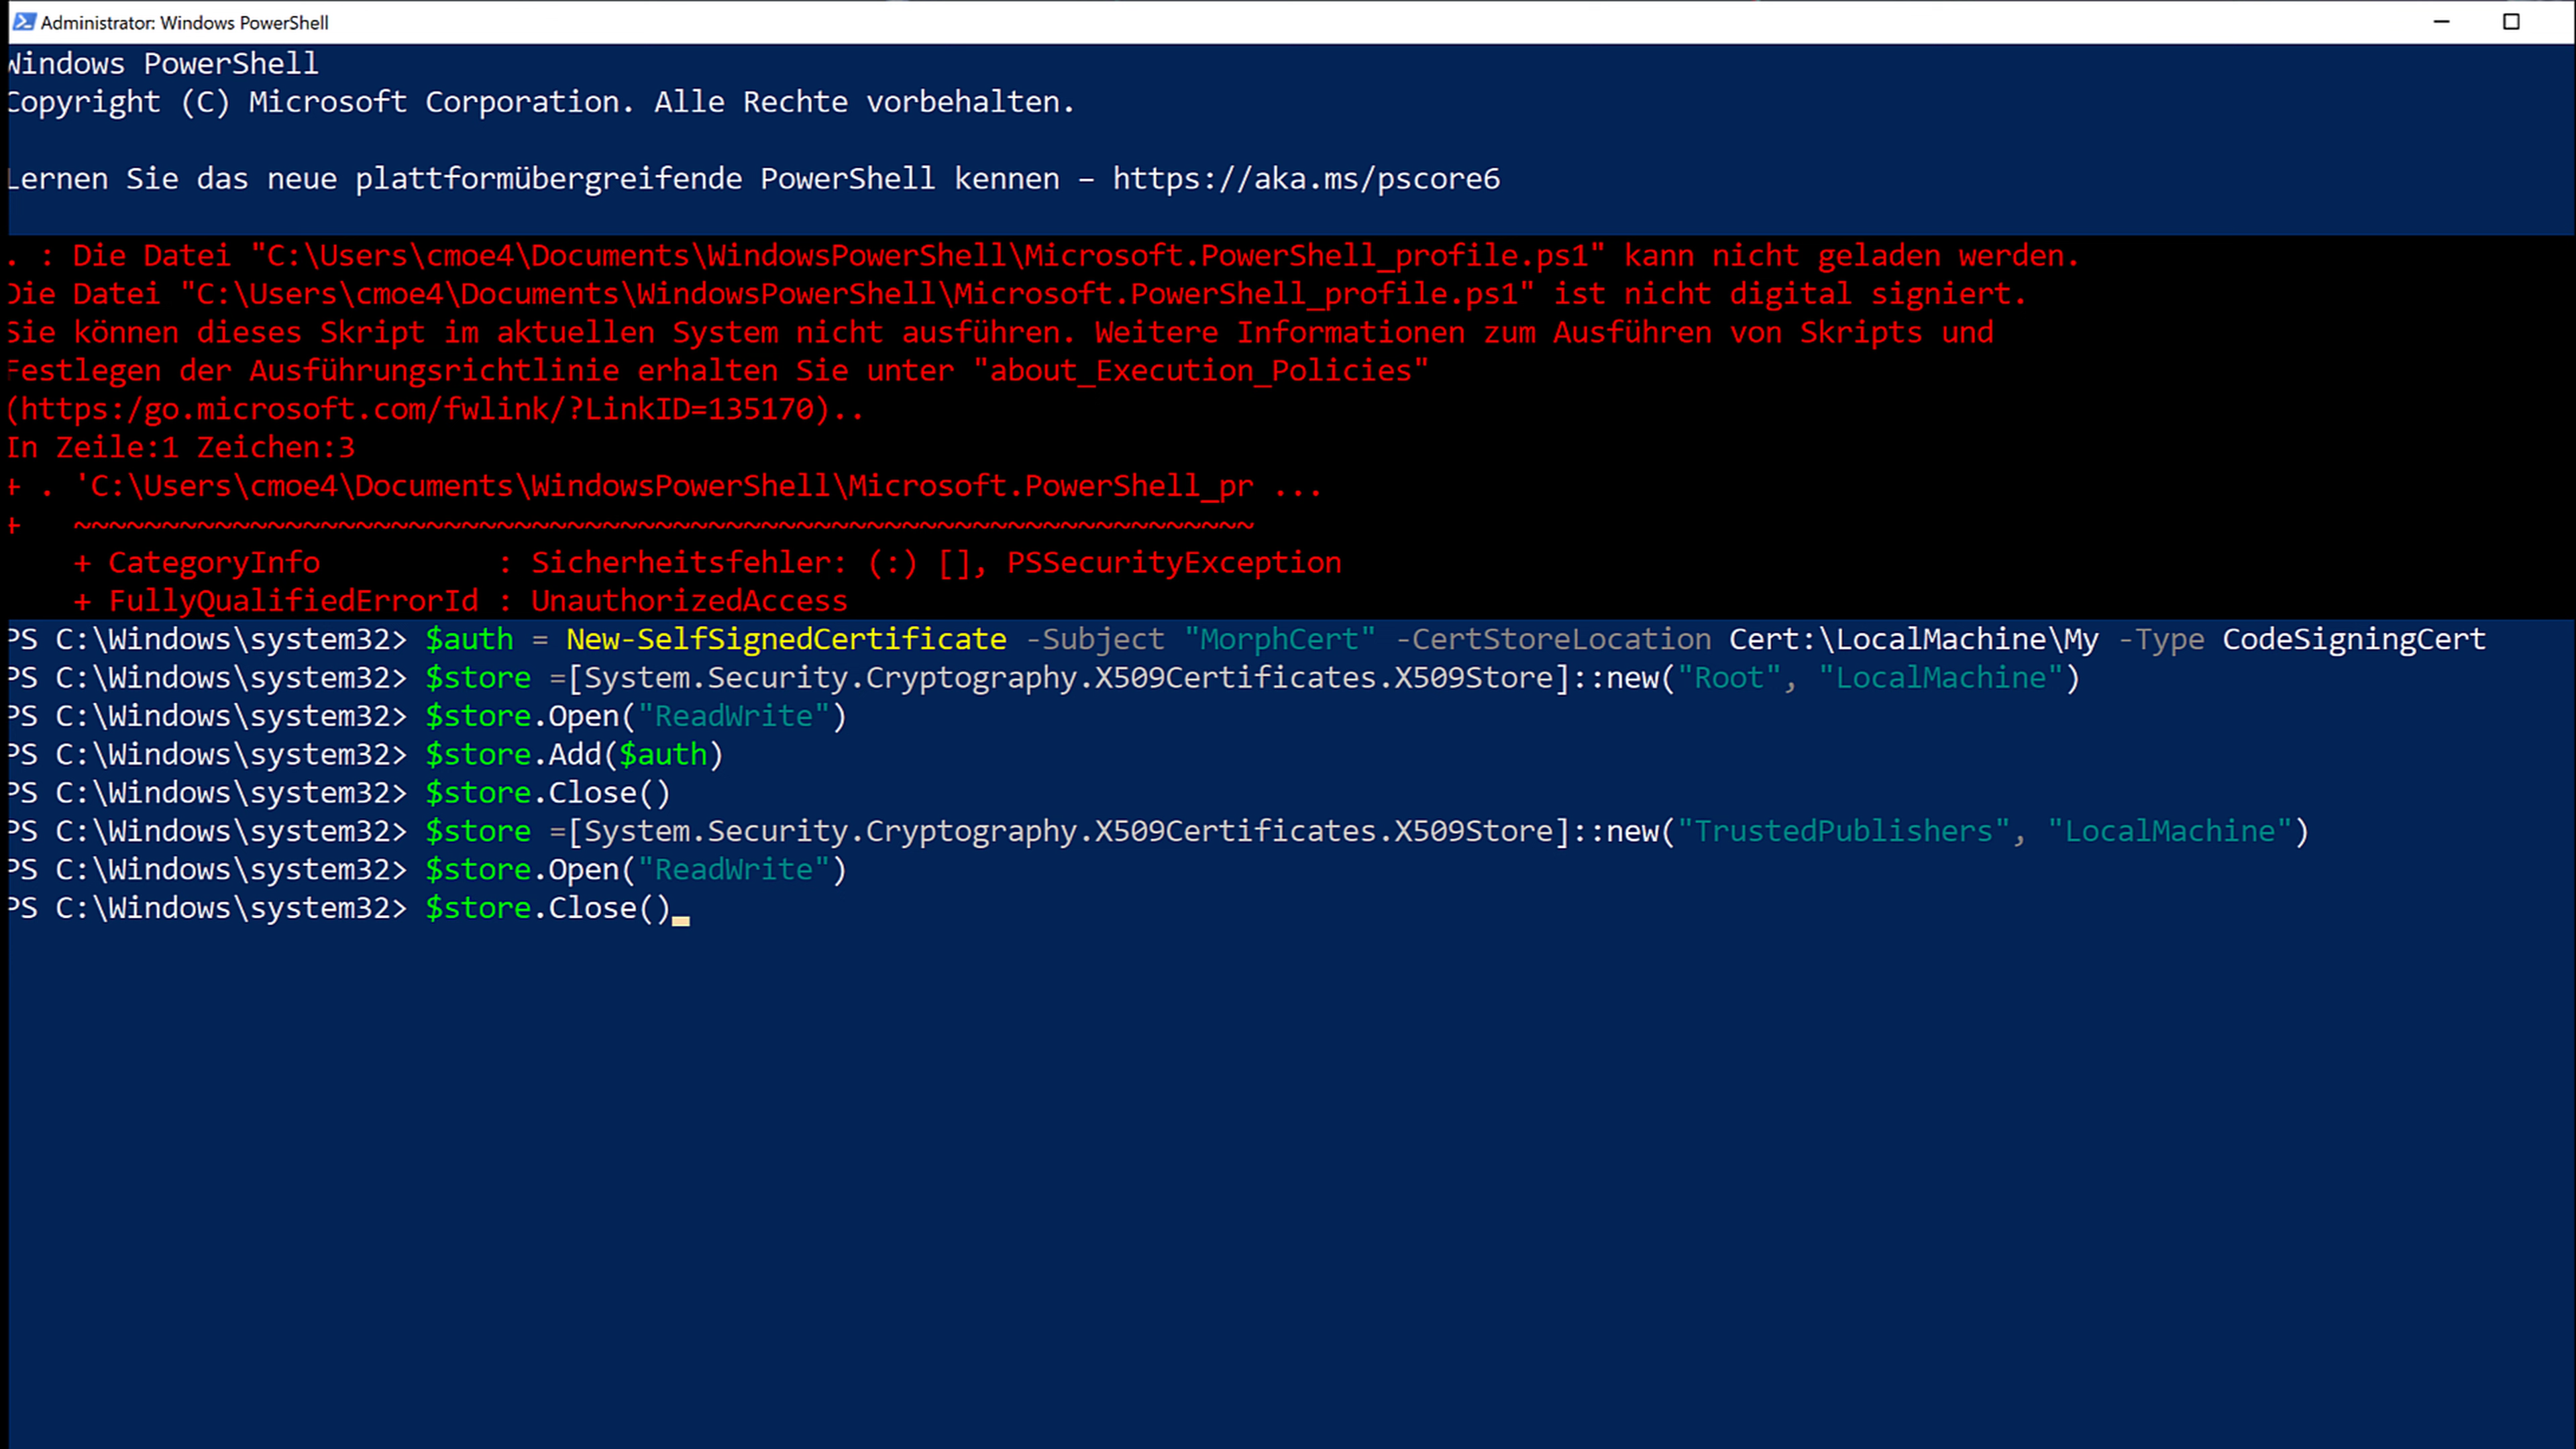 Administrator: Windows PowerShell
Windows PowerShell
Copyright (C) Microsoft Corporation. Alle Rechte vorbehalten.
Lernen Sie das neue plattformübergreifende PowerShell kennen – https://aka.ms/pscore6
. : Die Datei "C:\Users\cmoe4\Documents\WindowsPowerShell\Microsoft.PowerShell_profile.ps1" kann nicht geladen werden.
Die Datei "C:\Users\cmoe4\Documents\WindowsPowerShell\Microsoft.PowerShell_profile.ps1" ist nicht digital signiert.
Sie können dieses Skript im aktuellen System nicht ausführen. Weitere Informationen zum Ausführen von Skripts und
Festlegen der Ausführungsrichtlinie erhalten Sie unter "about_Execution_Policies"
(https:/go.microsoft.com/fwlink/?LinkID=135170)..
In Zeile:1 Zeichen:3
+ . 'C:\Users\cmoe4\Documents\WindowsPowerShell\Microsoft.PowerShell_pr ...
+   ~~~~~~~~~~~~~~~~~~~~~~~~~~~~~~~~~~~~~~~~~~~~~~~~~~~~~~~~~~~~~~~~~~~
    + CategoryInfo          : Sicherheitsfehler: (:) [], PSSecurityException
    + FullyQualifiedErrorId : UnauthorizedAccess
PS C:\Windows\system32> $auth = New-SelfSignedCertificate -Subject "MorphCert" -CertStoreLocation Cert:\LocalMachine\My -Type CodeSigningCert
PS C:\Windows\system32> $store =[System.Security.Cryptography.X509Certificates.X509Store]::new("Root", "LocalMachine")
PS C:\Windows\system32> $store.Open("ReadWrite")
PS C:\Windows\system32> $store.Add($auth)
PS C:\Windows\system32> $store.Close()
PS C:\Windows\system32> $store =[System.Security.Cryptography.X509Certificates.X509Store]::new("TrustedPublishers", "LocalMachine")
PS C:\Windows\system32> $store.Open("ReadWrite")
PS C:\Windows\system32> $store.Close()